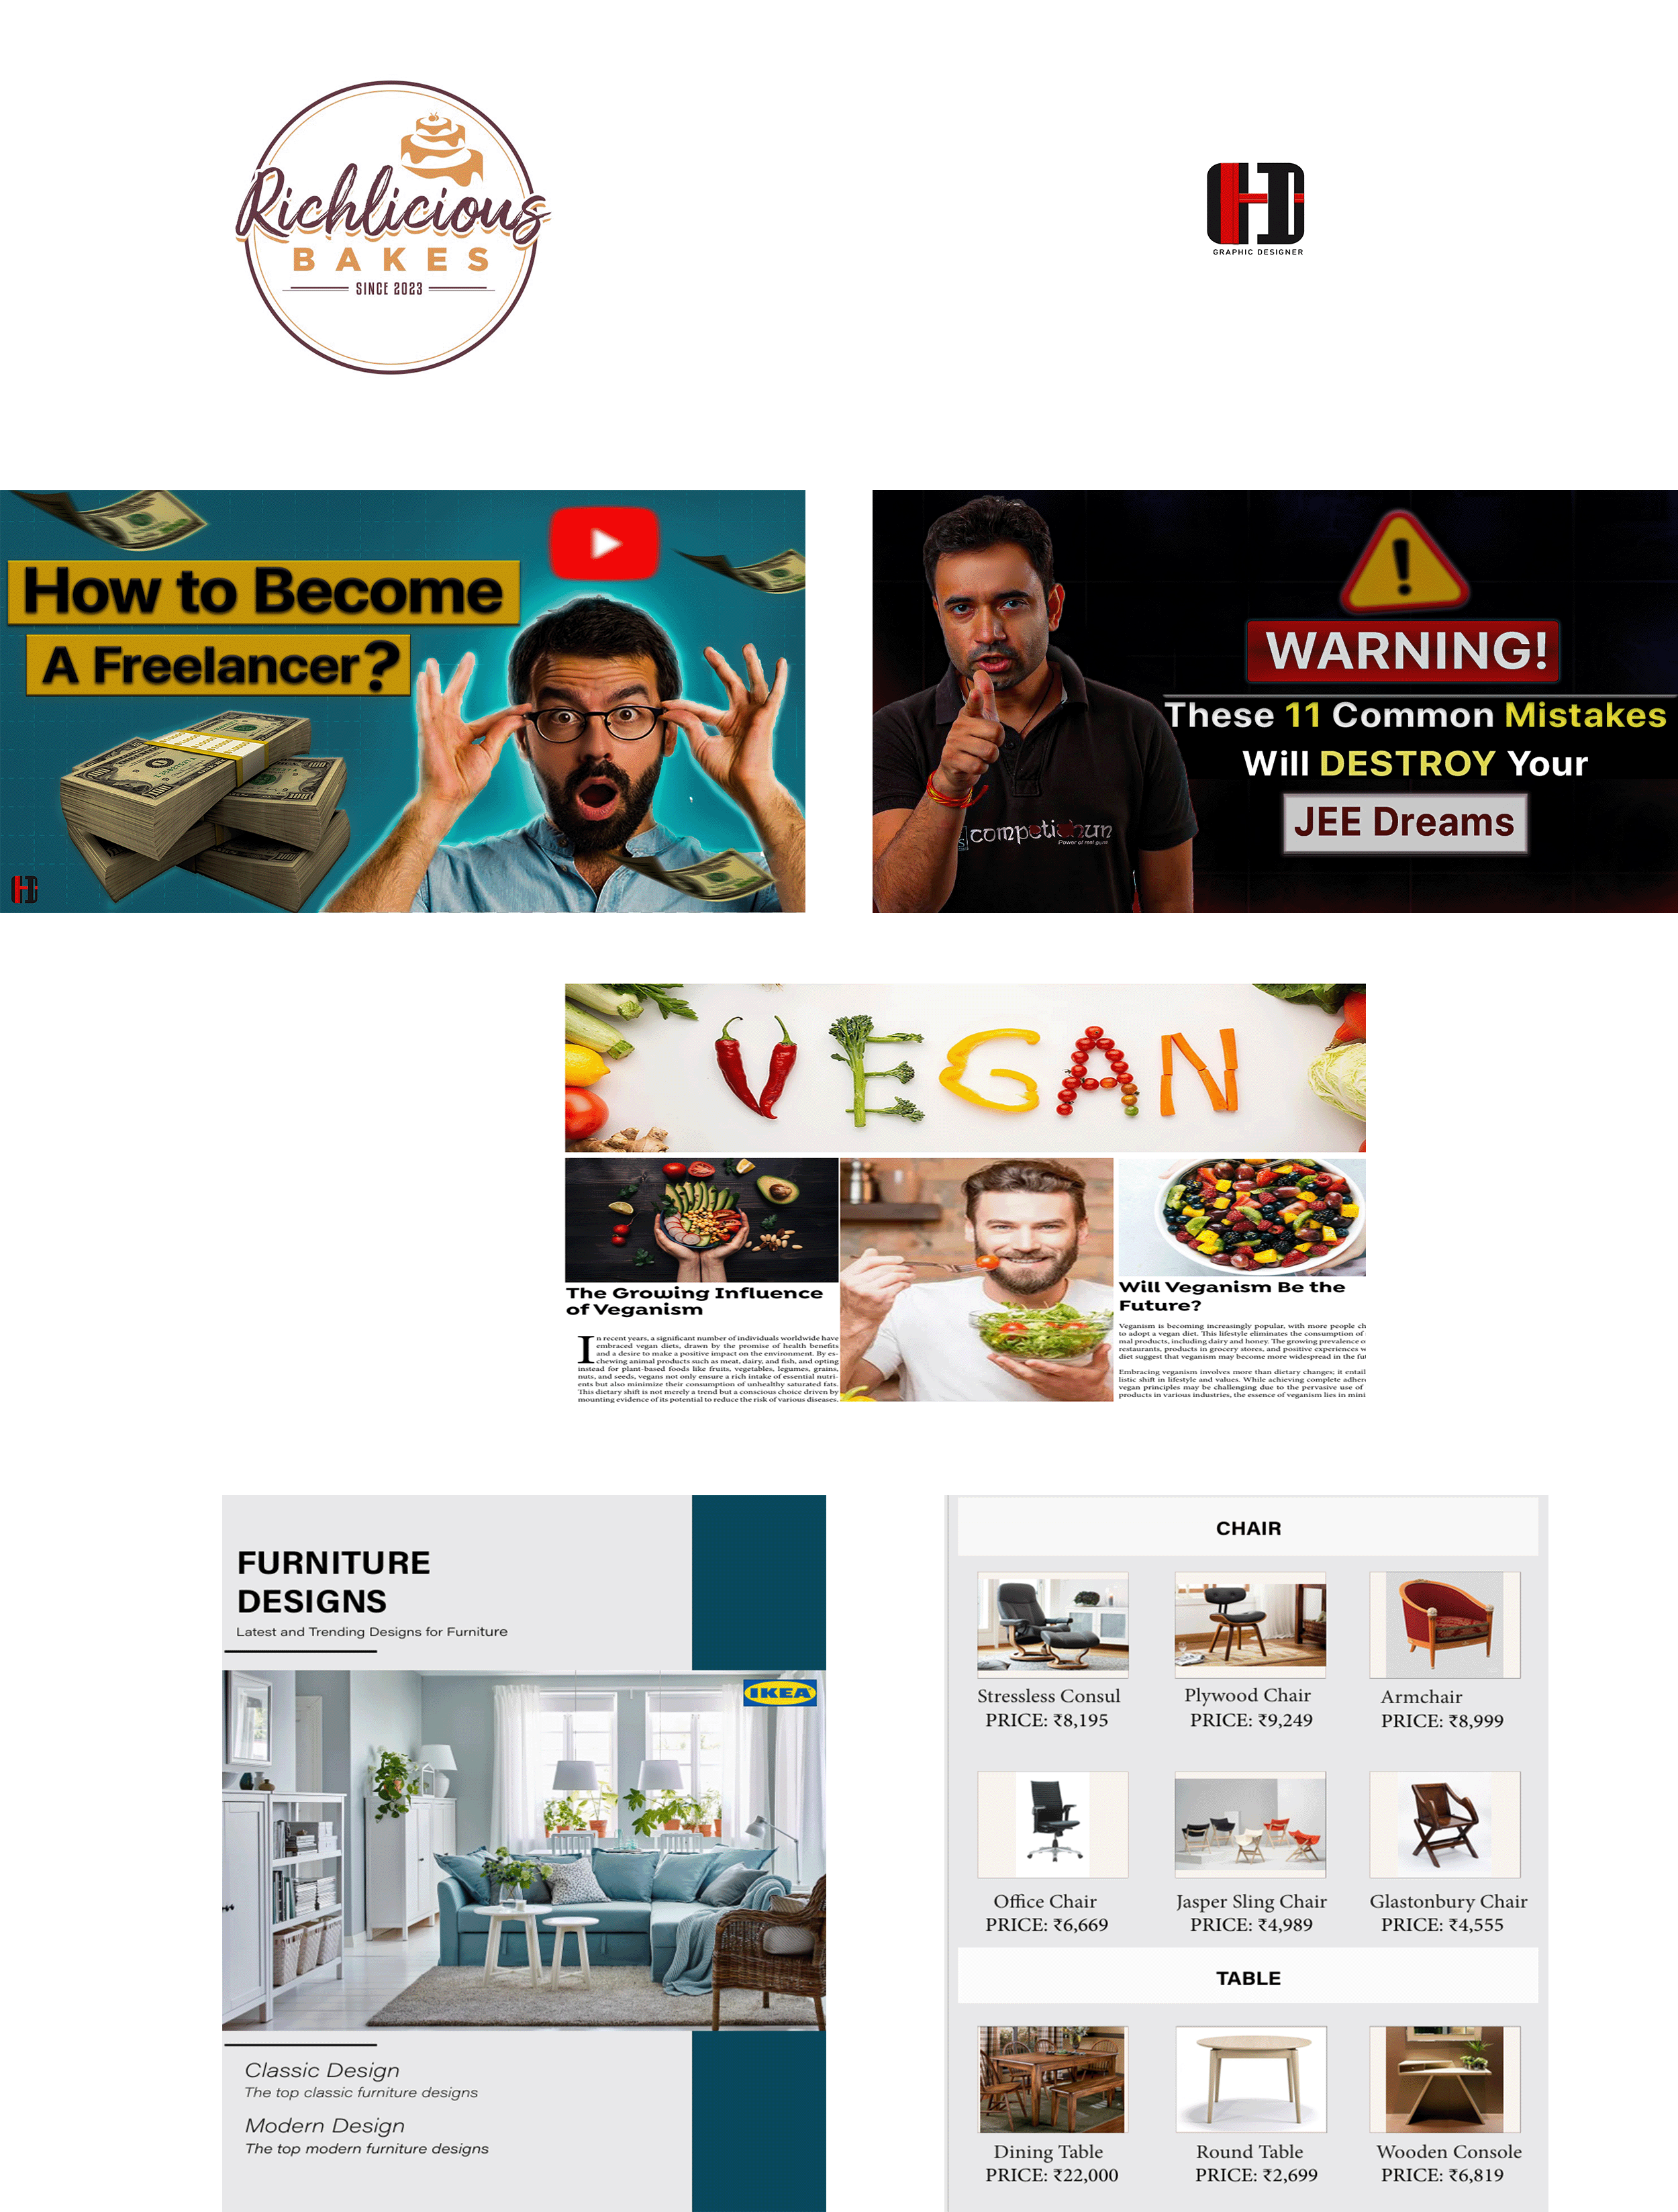 Richlicious
BAKES
SINCE 2023
HD
GRAPHIC DESIGNER
How to Become
A Freelancer?
WARNING!
These 11 Common Mistakes
Will DESTROY Your
JEE Dreams
Power of real guns
VEGAN
The Growing Influence
of Veganism
In recent years, a significant number of individuals worldwide have
embraced vegan diets, drawn by the promise of health benefits
and a desire to make a positive impact on the environment. By es-
chewing animal products such as meat, dairy, and fish, and opting
instead for plant-based foods like fruits, vegetables, legumes, grains,
nuts, and seeds, vegans not only ensure a rich intake of essential nutri-
ents but also minimize their consumption of unhealthy saturated fats.
This dietary shift is not merely a trend but a conscious choice driven by
mounting evidence of its potential to reduce the risk of various diseases.
Will Veganism Be the
Future?
Veganism is becoming increasingly popular, with more people ch
to adopt a vegan diet. This lifestyle eliminates the consumption of
mal products, including dairy and honey. The growing prevalence o
restaurants, products in grocery stores, and positive experiences w
diet suggest that veganism may become more widespread in the fu
Embracing veganism involves more than dietary changes; it entail
listic shift in lifestyle and values. While achieving complete adher
vegan principles may be challenging due to the pervasive use of
products in various industries, the essence of veganism lies in mini
FURNITURE
DESIGNS
Latest and Trending Designs for Furniture
IKEA
Classic Design
The top classic furniture designs
Modern Design
The top modern furniture designs
CHAIR
Stressless Consul
PRICE: ₹8,195
Plywood Chair
PRICE: ₹9,249
Armchair
PRICE: ₹8,999
Office Chair
PRICE: ₹6,669
Jasper Sling Chair
PRICE: ₹4,989
Glastonbury Chair
PRICE: ₹4,555
TABLE
Dining Table
PRICE: ₹22,000
Round Table
PRICE: ₹2,699
Wooden Console
PRICE: ₹6,819